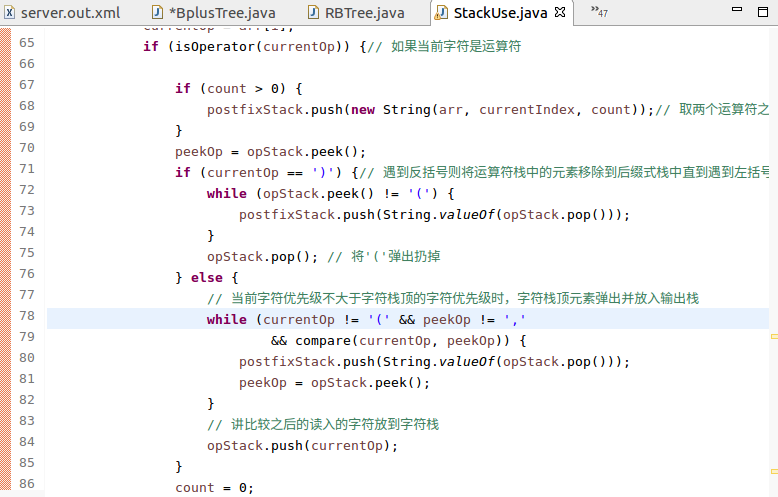 server.out.xml *BplusTree.java RBTree.java StackUse.java »47
65 if (isOperator(currentOp)) {// 如果当前字符是运算符
66
67 if (count > 0) {
68 postfixStack.push(new String(arr, currentIndex, count));// 取两个运算符之
69 }
70 peekOp = opStack.peek();
71 if (currentOp == ')') {// 遇到反括号则将运算符栈中的元素移除到后缀式栈中直到遇到左括号
72 while (opStack.peek() != '(') {
73 postfixStack.push(String.valueOf(opStack.pop()));
74 }
75 opStack.pop(); // 将'('弹出扔掉
76 } else {
77 // 当前字符优先级不大于字符栈顶的字符优先级时，字符栈顶元素弹出并放入输出栈
78 while (currentOp != '(' && peekOp != ','
79 && compare(currentOp, peekOp)) {
80 postfixStack.push(String.valueOf(opStack.pop()));
81 peekOp = opStack.peek();
82 }
83 // 讲比较之后的读入的字符放到字符栈
84 opStack.push(currentOp);
85 }
86 count = 0;